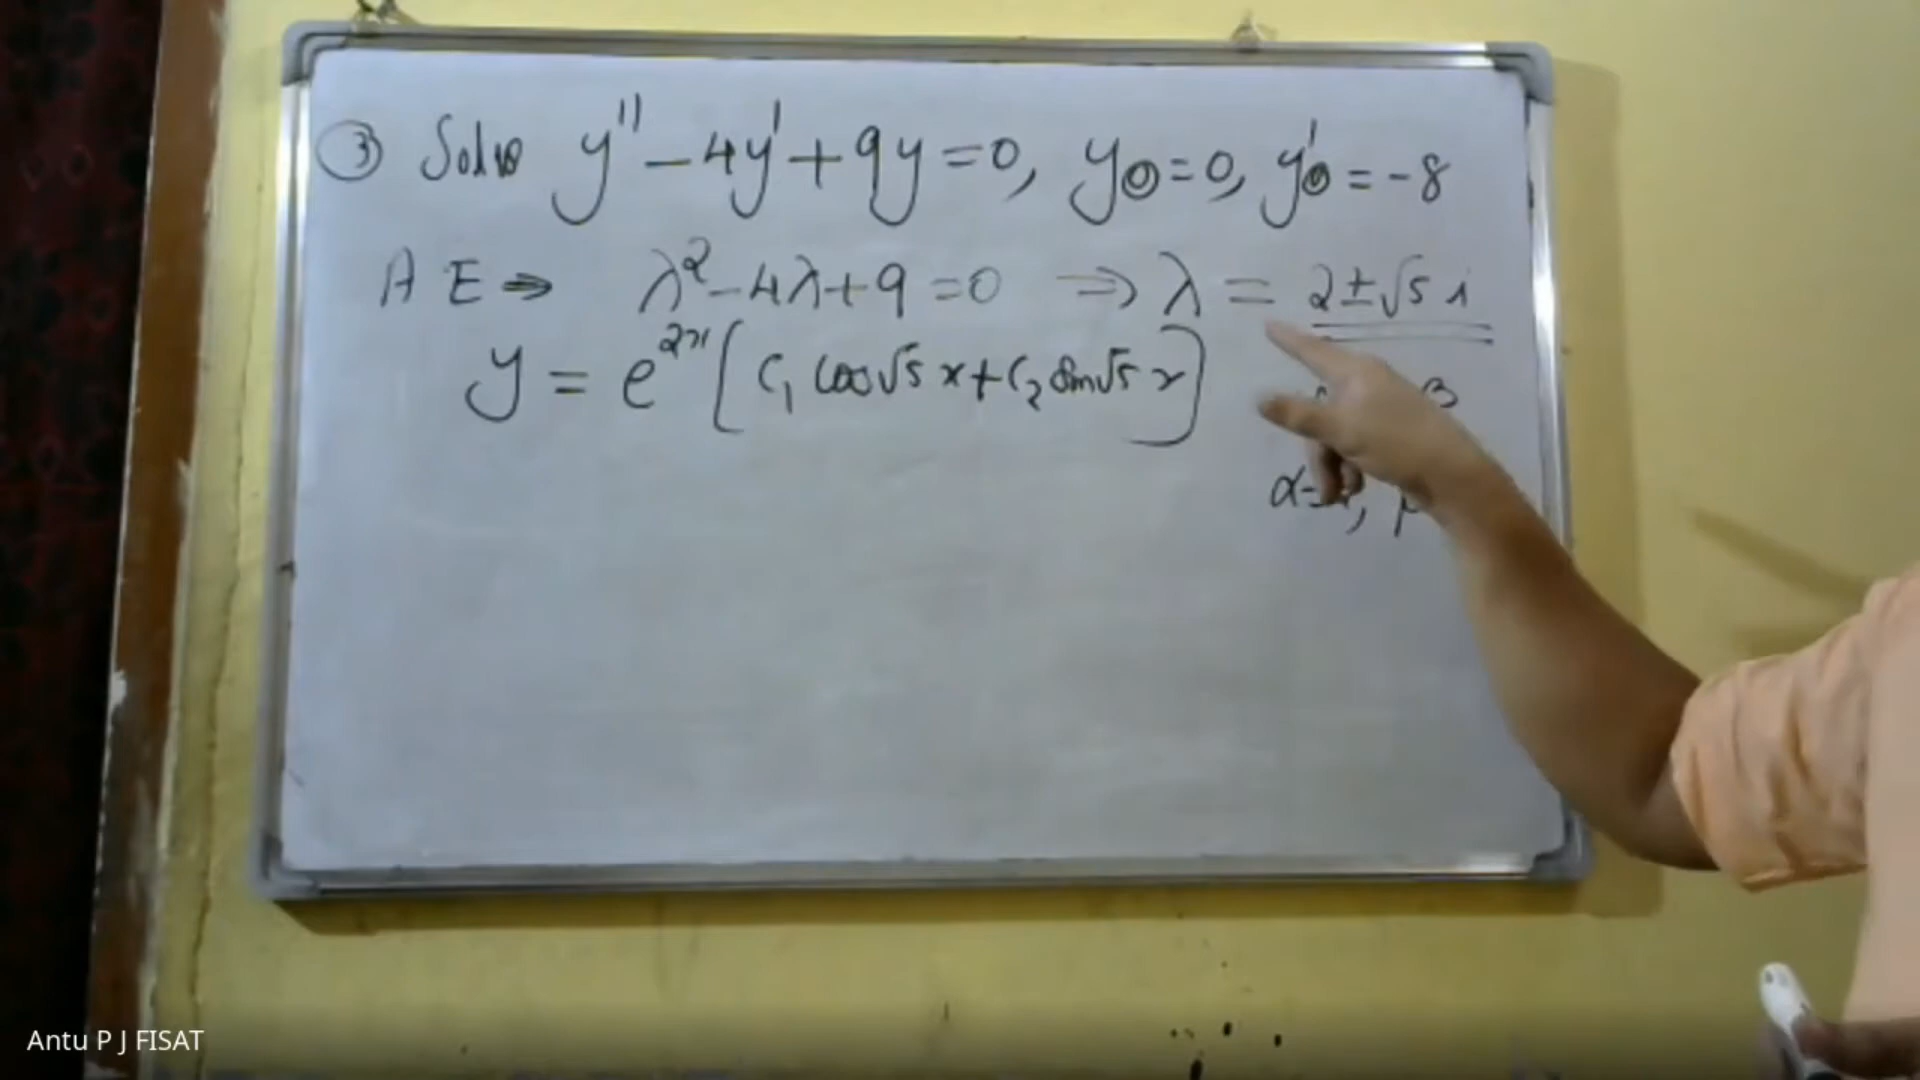 ③ Solve y'' - 4y' + 9y = 0, y(0) = 0, y'(0) = -8
A E ⇒ λ² - 4λ + 9 = 0 ⇒ λ = 2 ± √5 i
y = e^2x [C₁ cos √5 x + C₂ sin √5 x]
β
α = 2,
Antu P J FISAT